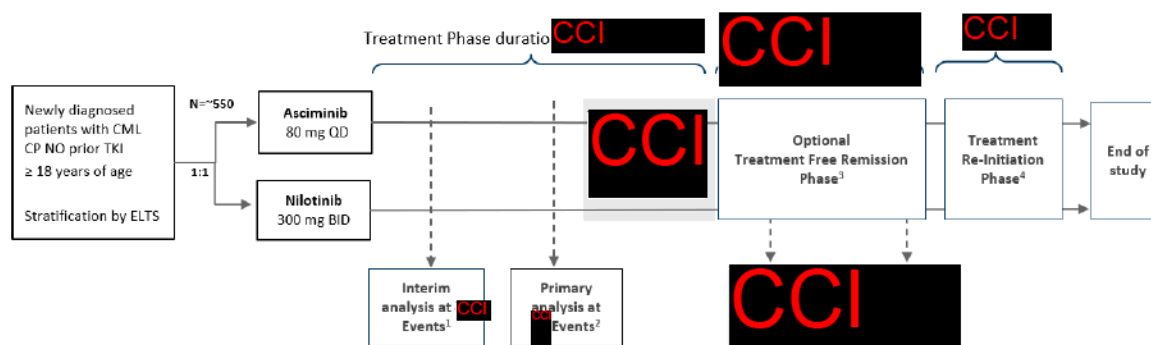 Treatment Phase duratio CCI
CCI
CCI
Newly diagnosed
patients with CML
CP NO prior TKI
≥ 18 years of age
Stratification by ELTS
N=~550
1:1
Asciminib
80 mg QD
Nilotinib
300 mg BID
CCI
Optional
Treatment Free Remission
Phase³
Treatment
Re-Initiation
Phase⁴
End of
study
Interim
analysis at
CCI
Events¹
Primary
analysis at
CCI
Events²
CCI